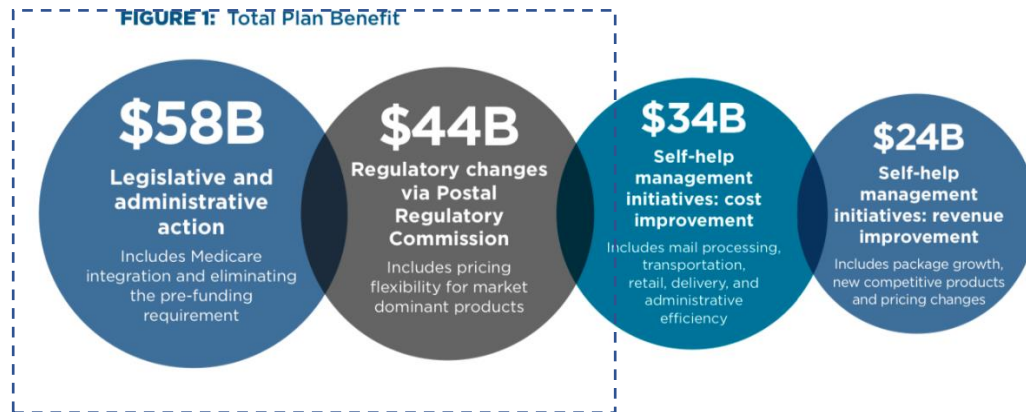 FIGURE 1: Total Plan Benefit
$58B
Legislative and
administrative
action
Includes Medicare
integration and eliminating
the pre-funding
requirement
$44B
Regulatory changes
via Postal
Regulatory
Commission
Includes pricing
flexibility for market
dominant products
$34B
Self-help
management
initiatives: cost
improvement
Includes mail processing,
transportation,
retail, delivery, and
administrative
efficiency
$24B
Self-help
management
initiatives: revenue
improvement
Includes package growth,
new competitive products
and pricing changes